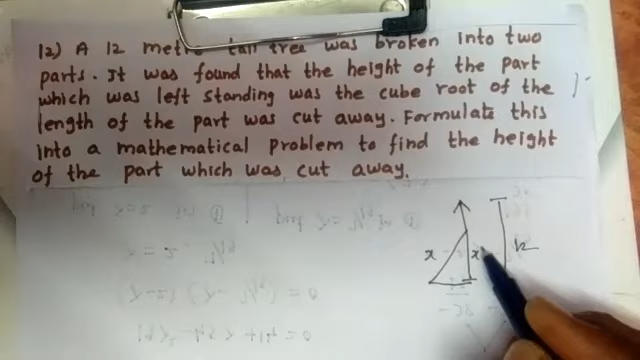 12) A 12 metre tall tree was broken into two
parts. It was found that the height of the part
which was left standing was the cube root of the
length of the part was cut away. Formulate this
into a mathematical problem to find the height
of the part which was cut away.
x x 12